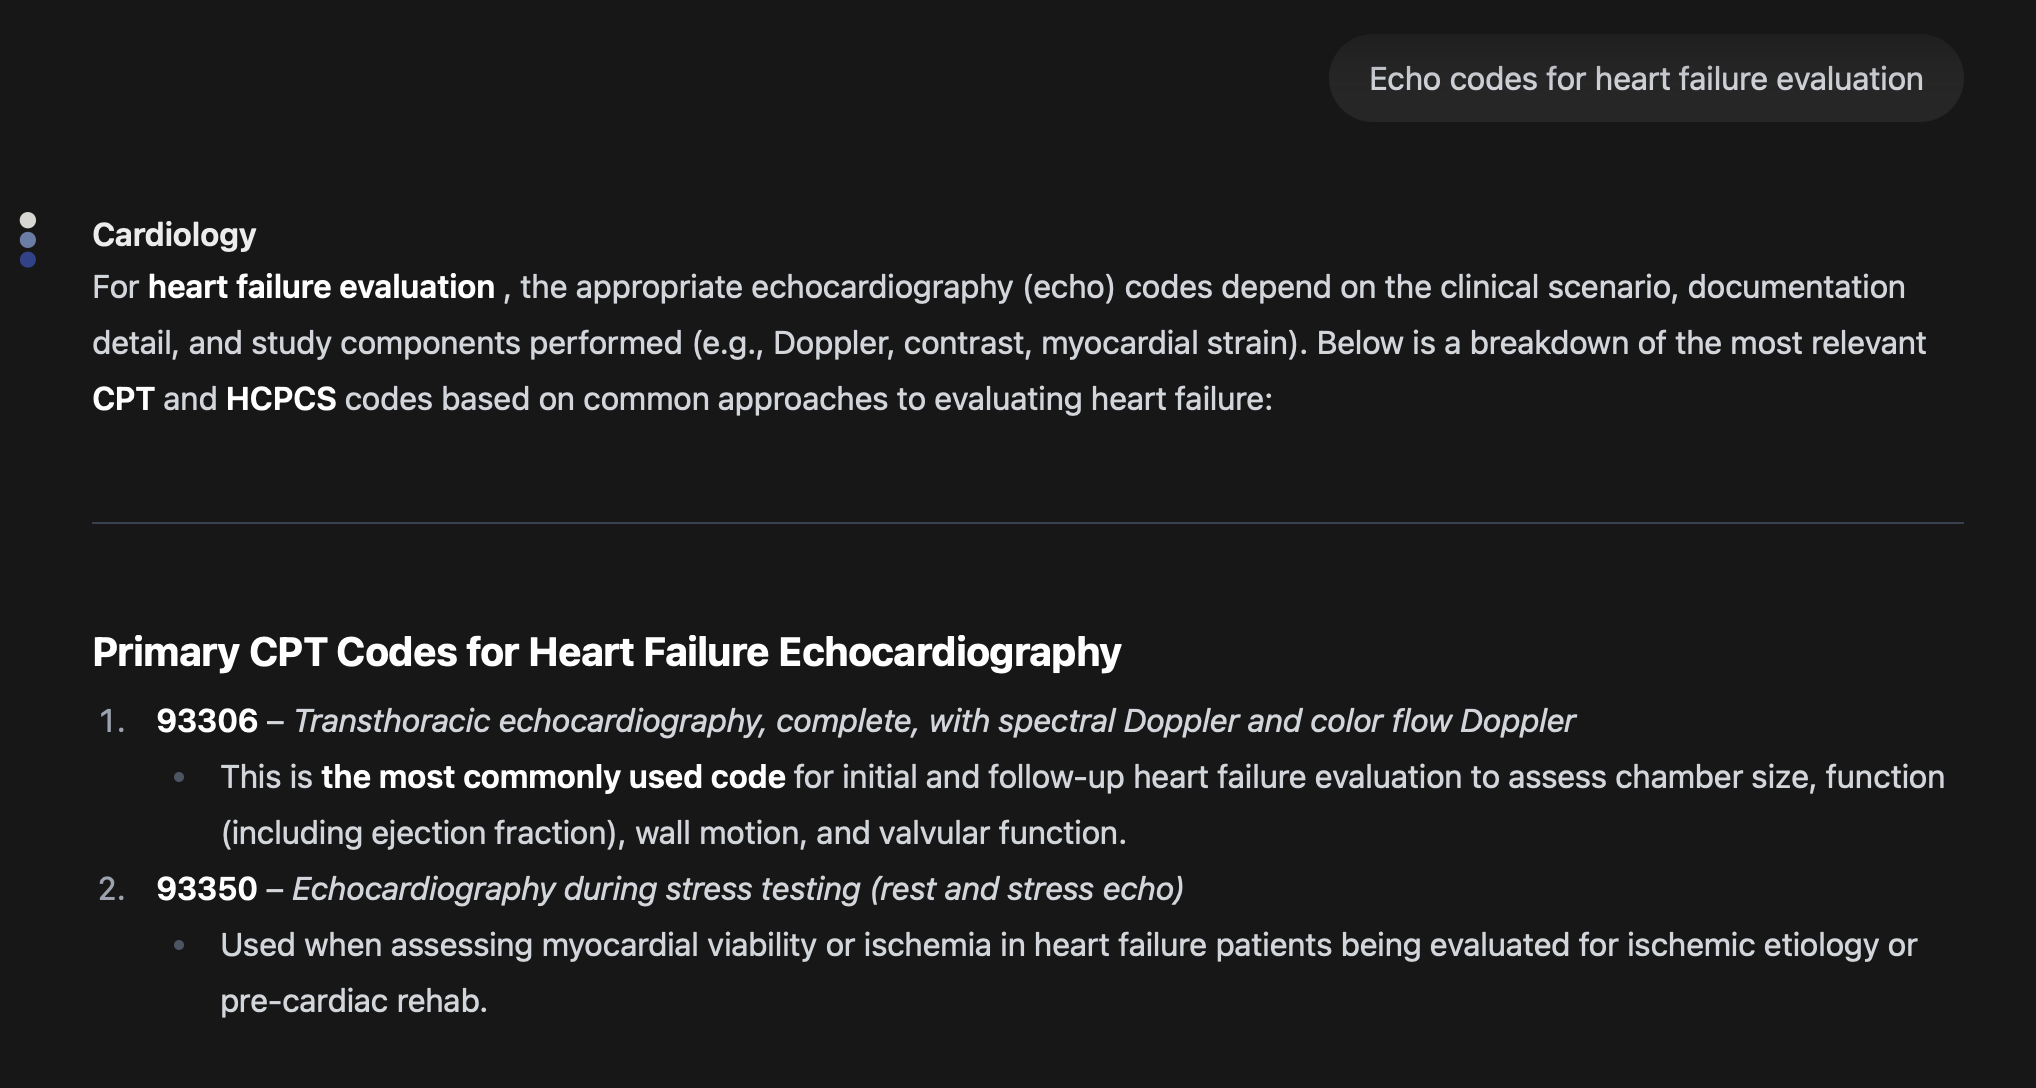 Echo codes for heart failure evaluation
Cardiology
For heart failure evaluation , the appropriate echocardiography (echo) codes depend on the clinical scenario, documentation
detail, and study components performed (e.g., Doppler, contrast, myocardial strain). Below is a breakdown of the most relevant
CPT and HCPCS codes based on common approaches to evaluating heart failure:
Primary CPT Codes for Heart Failure Echocardiography
1. 93306 – Transthoracic echocardiography, complete, with spectral Doppler and color flow Doppler
• This is the most commonly used code for initial and follow-up heart failure evaluation to assess chamber size, function
(including ejection fraction), wall motion, and valvular function.
2. 93350 – Echocardiography during stress testing (rest and stress echo)
• Used when assessing myocardial viability or ischemia in heart failure patients being evaluated for ischemic etiology or
pre-cardiac rehab.